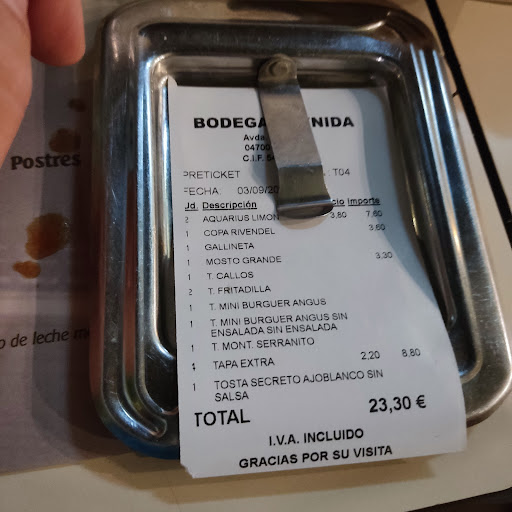 Postres
o de leche me
BODEGA NIDA
Avda
04700
C.I.F.
PRETICKET T04
FECHA: 03/09/20
Ud. Descripción cio Importe
2 AQUARIUS LIMON 3,80 7,60
1 COPA RIVENDEL 3,60
1 GALLINETA
1 MOSTO GRANDE 3,30
1 T. CALLOS
2 T. FRITADILLA
1 T. MINI BURGUER ANGUS
1 T. MINI BURGUER ANGUS SIN
ENSALADA SIN ENSALADA
1 T. MONT. SERRANITO
4 TAPA EXTRA 2,20 8,80
1 TOSTA SECRETO AJOBLANCO SIN
SALSA
TOTAL 23,30 €
I.V.A. INCLUIDO
GRACIAS POR SU VISITA